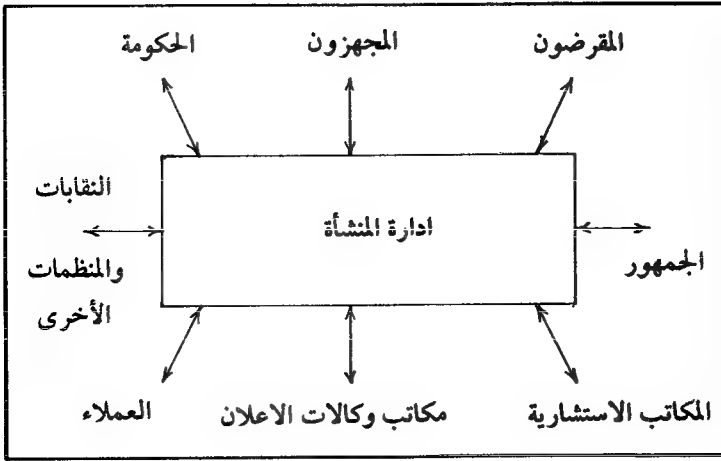 المقرضون
المجهزون
الحكومة
النقابات
ادارة المنشأة
والمنظمات
الجمهور
الأخرى
المكاتب الاستشارية
مكاتب وكالات الاعلان
العملاء